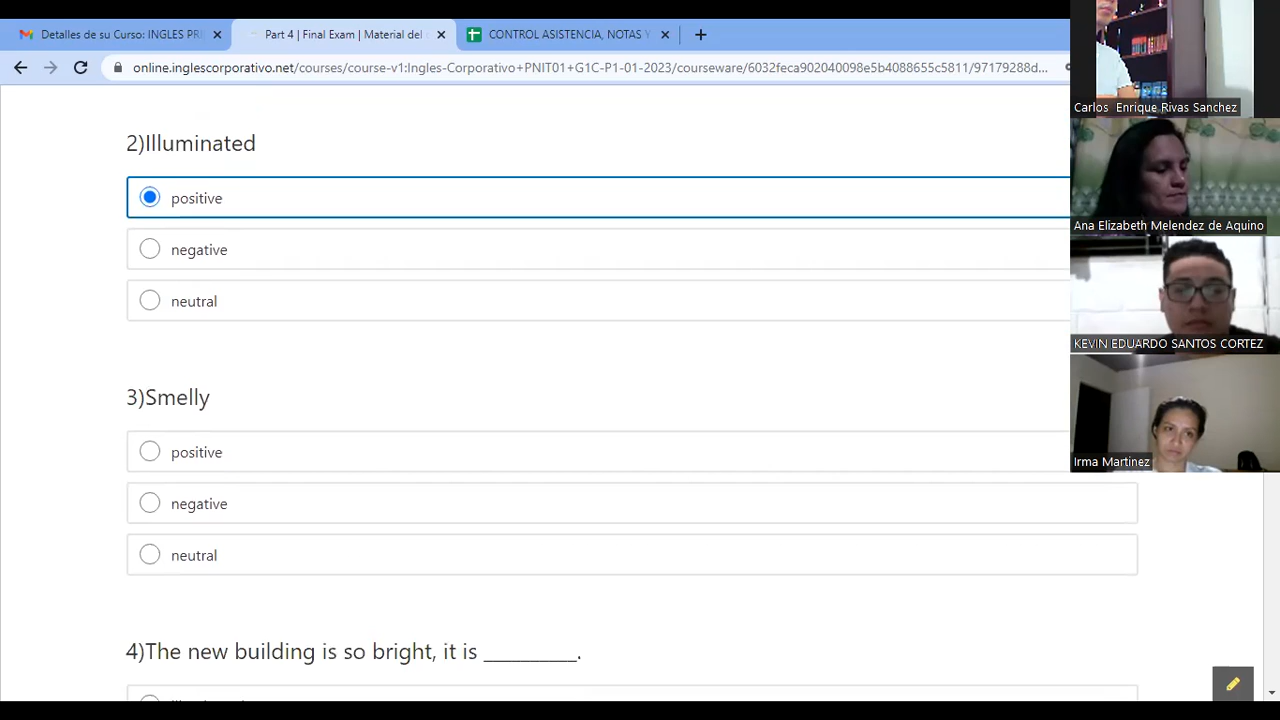 Detalles de su Curso: INGLES PR
Part 4 | Final Exam | Material del
CONTROL ASISTENCIA, NOTAS Y
online.inglescorporativo.net/courses/course-v1:Ingles-Corporativo+PNIT01+G1C-P1-01-2023/courseware/6032feca902040098e5b4088655c5811/97179288d...
Carlos Enrique Rivas Sanchez
2)Illuminated
positive
Ana Elizabeth Melendez de Aquino
negative
neutral
KEVIN EDUARDO SANTOS CORTEZ
3)Smelly
positive
Irma Martinez
negative
neutral
4)The new building is so bright, it is __________.